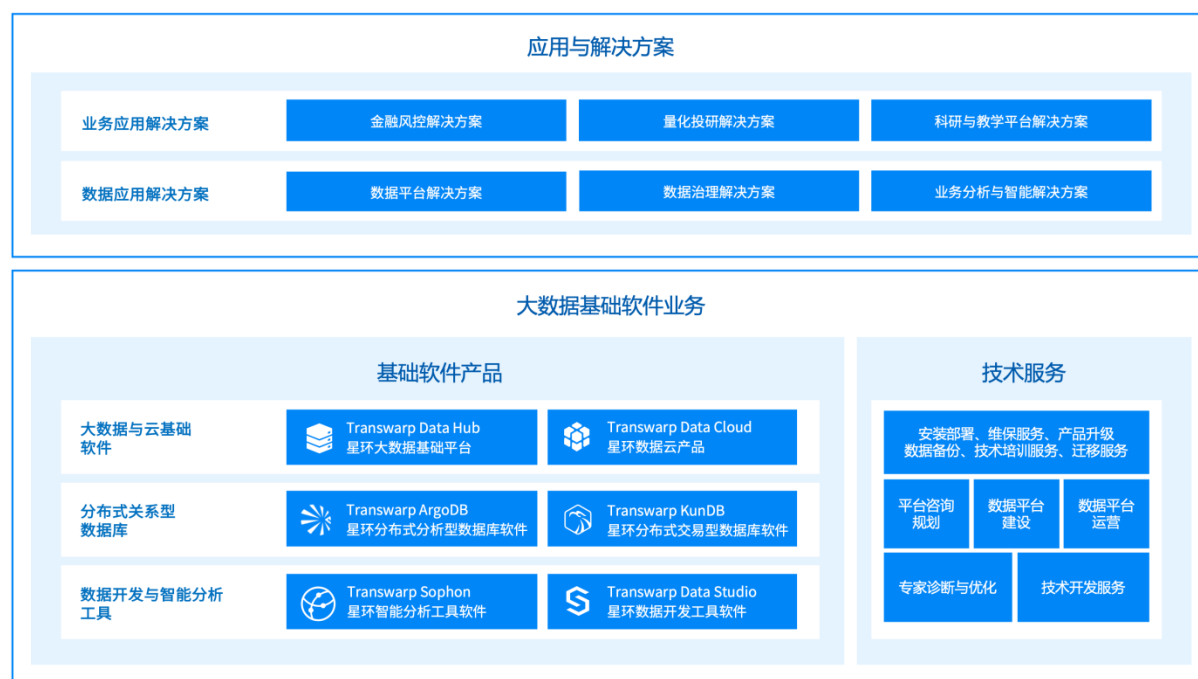 应用与解决方案
业务应用解决方案
金融风控解决方案
量化投研解决方案
科研与教学平台解决方案
数据应用解决方案
数据平台解决方案
数据治理解决方案
业务分析与智能解决方案
大数据基础软件业务
基础软件产品
大数据与云基础
软件
Transwarp Data Hub
星环大数据基础平台
Transwarp Data Cloud
星环数据云产品
分布式关系型
数据库
Transwarp ArgoDB
星环分布式分析型数据库软件
Transwarp KunDB
星环分布式交易型数据库软件
数据开发与智能分析
工具
Transwarp Sophon
星环智能分析工具软件
Transwarp Data Studio
星环数据开发工具软件
技术服务
安装部署、维保服务、产品升级
数据备份、技术培训服务、迁移服务
平台咨询
规划
数据平台
建设
数据平台
运营
专家诊断与优化
技术开发服务